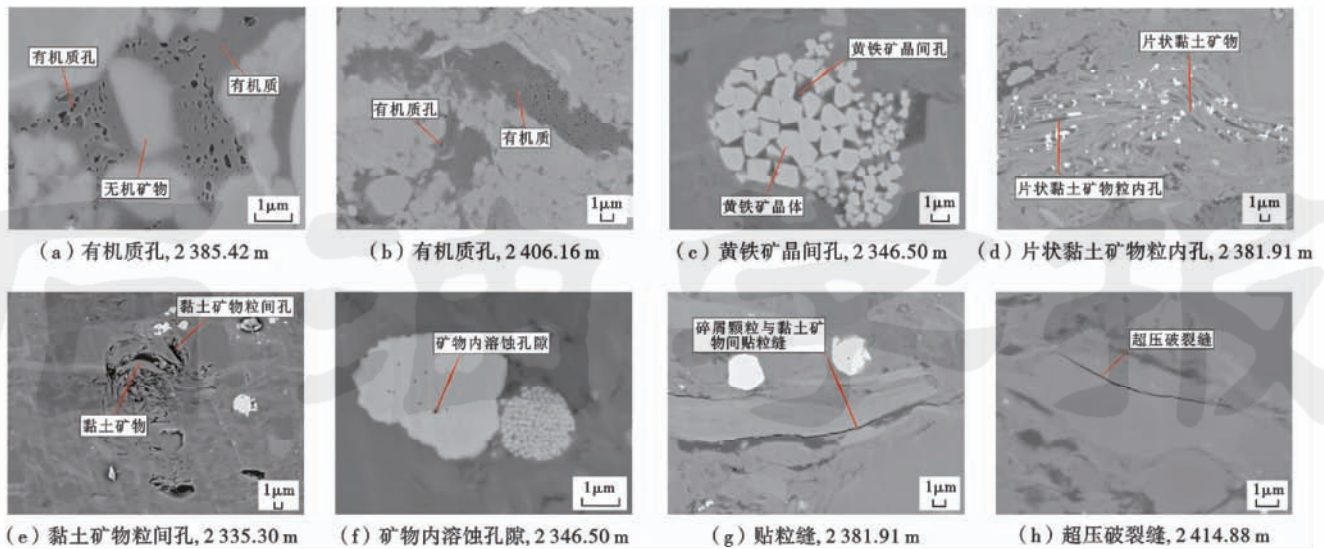 有机质孔
有机质
无机矿物
1μm
(a)有机质孔,2 385.42 m
有机质孔
有机质
1μm
(b)有机质孔,2 406.16 m
黄铁矿晶间孔
黄铁矿晶体
1μm
(c)黄铁矿晶间孔,2 346.50 m
片状黏土矿物
片状黏土矿物粒内孔
1μm
(d)片状黏土矿物粒内孔,2 381.91 m
黏土矿物粒间孔
黏土矿物
1μm
(e)黏土矿物粒间孔,2 335.30 m
矿物内溶蚀孔隙
1μm
(f)矿物内溶蚀孔隙,2 346.50 m
碎屑颗粒与黏土矿
物间贴粒缝
1μm
(g)贴粒缝,2 381.91 m
超压破裂缝
1μm
(h)超压破裂缝,2 414.88 m